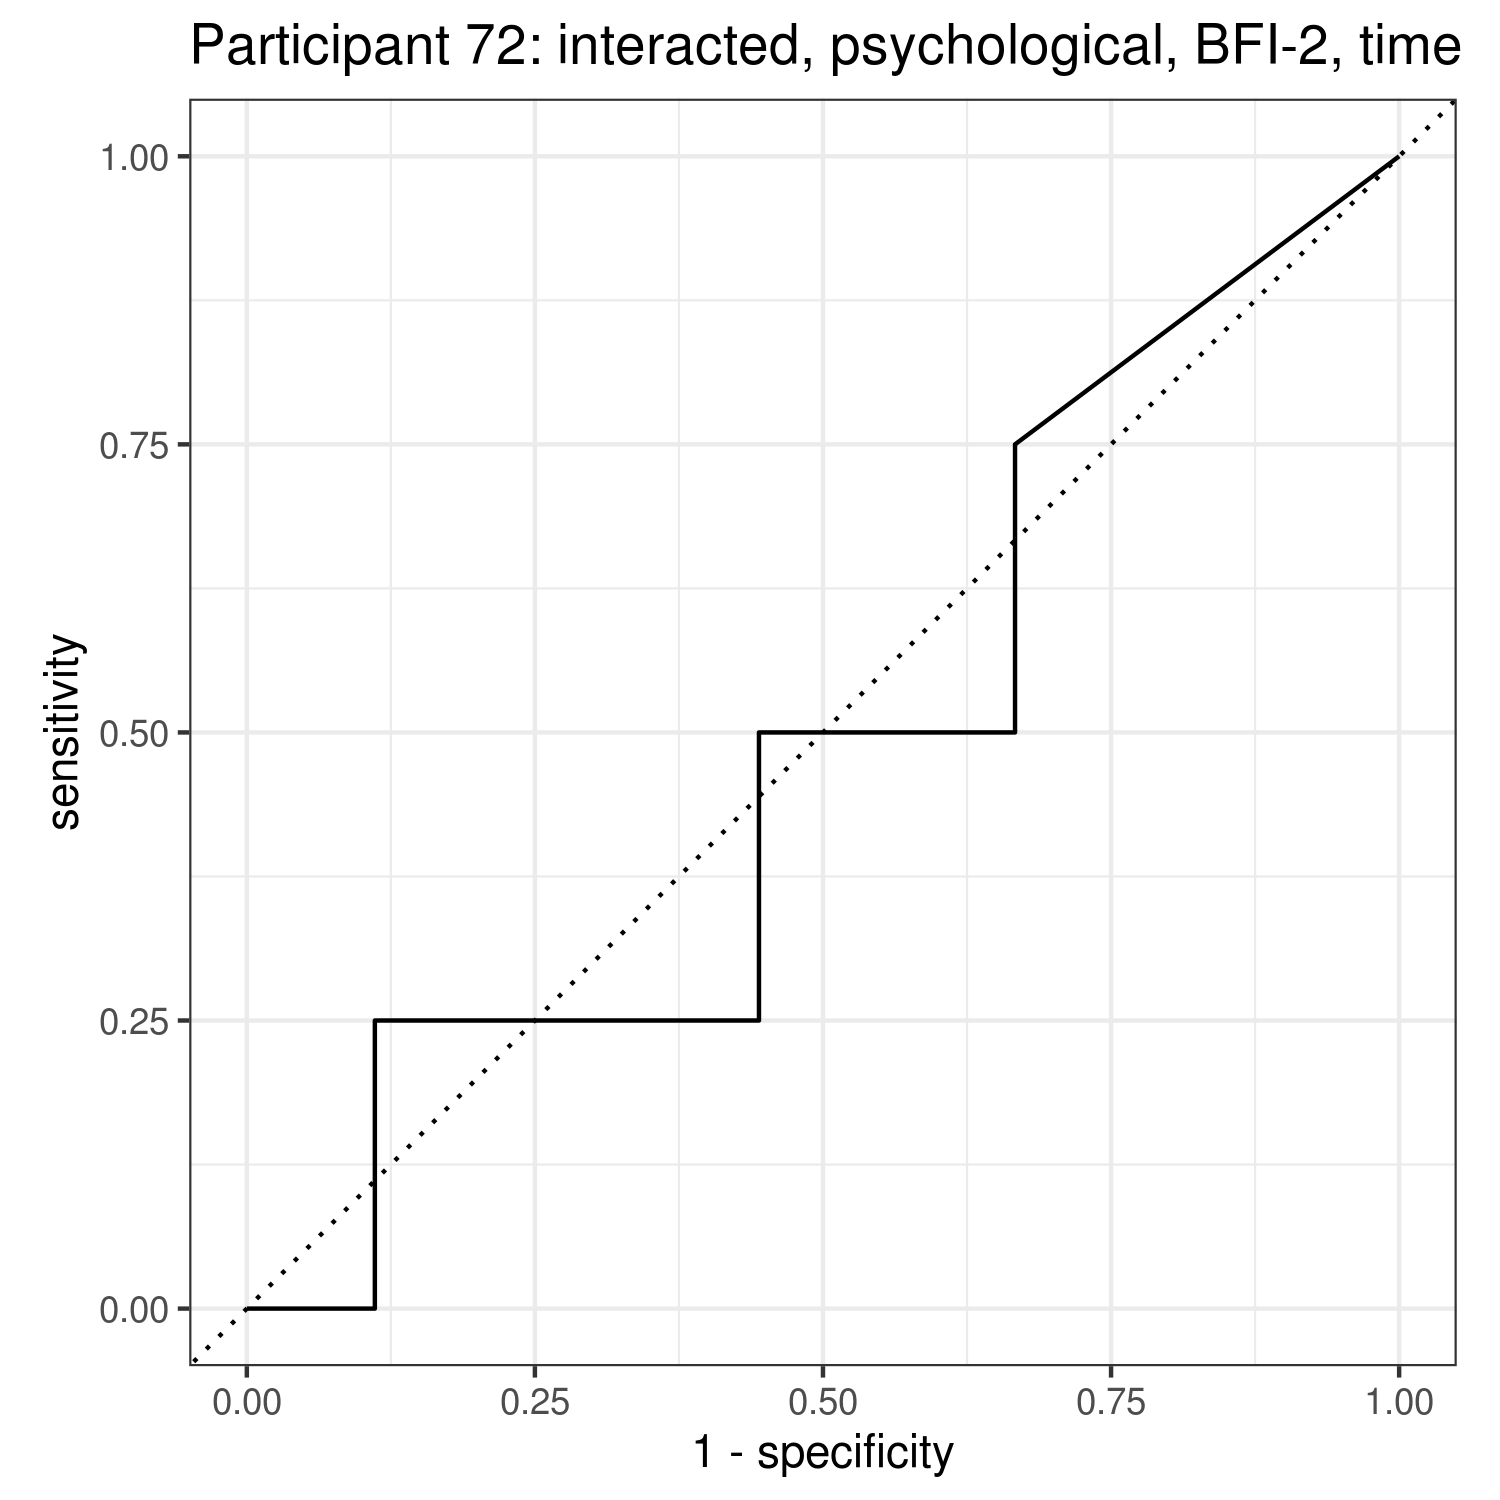 Participant 72: interacted, psychological, BFI-2, time
1.00
0.75
0.50
0.25
0.00
sensitivity
0.00 0.25 0.50 0.75 1.00
1 - specificity